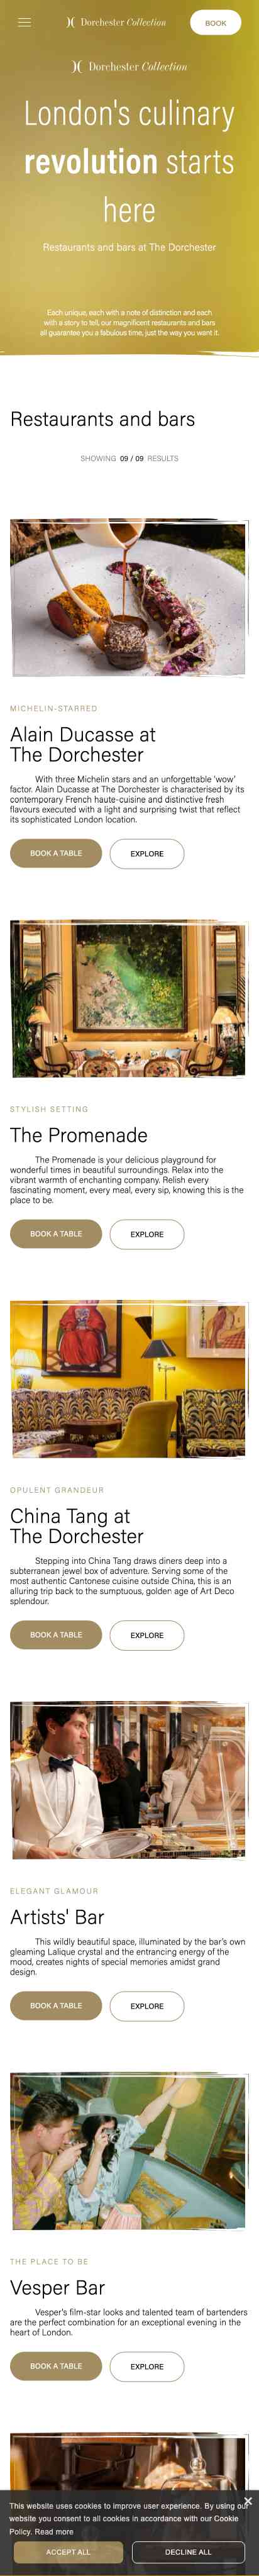 Dorchester Collection
BOOK
Dorchester Collection
London's culinary
revolution starts
here
Restaurants and bars at The Dorchester
Each unique, each with a note of distinction and each
with a story to tell, our magnificent restaurants and bars
all guarantee you a fabulous time, just the way you want it.
Restaurants and bars
SHOWING 09 / 09 RESULTS
MICHELIN-STARRED
Alain Ducasse at
The Dorchester
With three Michelin stars and an unforgettable 'wow'
factor. Alain Ducasse at The Dorchester is characterised by its
contemporary French haute-cuisine and distinctive fresh
flavours executed with a light and surprising twist that reflect
its sophisticated London location.
BOOK A TABLE
EXPLORE
STYLISH SETTING
The Promenade
The Promenade is your delicious playground for
wonderful times in beautiful surroundings. Relax into the
vibrant warmth of enchanting company. Relish every
fascinating moment, every meal, every sip, knowing this is the
place to be.
BOOK A TABLE
EXPLORE
OPULENT GRANDEUR
China Tang at
The Dorchester
Stepping into China Tang draws diners deep into a
subterranean jewel box of adventure. Serving some of the
most authentic Cantonese cuisine outside China, this is an
alluring trip back to the sumptuous, golden age of Art Deco
splendour.
BOOK A TABLE
EXPLORE
ELEGANT GLAMOUR
Artists' Bar
This wildly beautiful space, illuminated by the bar's own
gleaming Lalique crystal and the entrancing energy of the
mood, creates nights of special memories amidst grand
design.
BOOK A TABLE
EXPLORE
THE PLACE TO BE
Vesper Bar
Vesper's film-star looks and talented team of bartenders
are the perfect combination for an exceptional evening in the
heart of London.
BOOK A TABLE
EXPLORE
This website uses cookies to improve user experience. By using our
website you consent to all cookies in accordance with our Cookie
Policy. Read more
ACCEPT ALL
DECLINE ALL